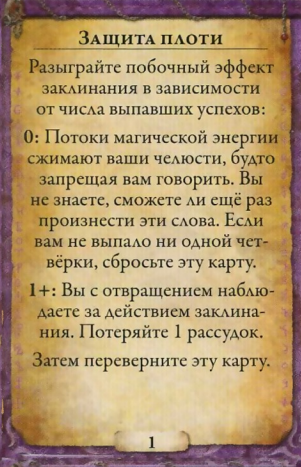 Защита плоти
Разыграйте побочный эффект
заклинания в зависимости
от числа выпавших успехов:
0: Потоки магической энергии
сжимают ваши челюсти, будто
запрещая вам говорить. Вы
не знаете, сможете ли ещё раз
произнести эти слова. Если
вам не выпало ни одной чет-
вёрки, сбросьте эту карту.
1+: Вы с отвращением наблю-
даете за действием заклина-
ния. Потеряйте 1 рассудок.
Затем переверните эту карту.
1